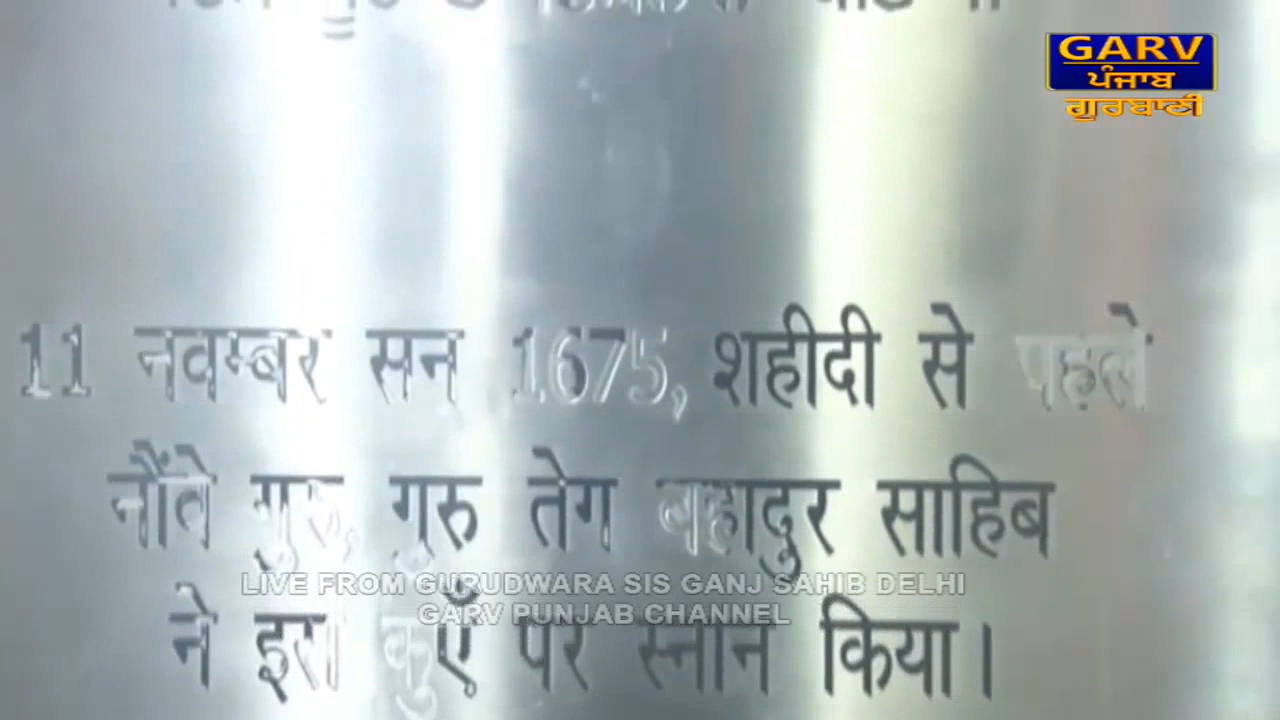 GARV
ਪੰਜਾਬ
ਗੁਰਬਾਣੀ
11 नवम्बर सन् 1675, शहीदी से पहले
नौंवे गुरु, गुरु तेग बहादुर साहिब
LIVE FROM GURUDWARA SIS GANJ SAHIB DELHI
GARV PUNJAB CHANNEL
ने इस कुएँ पर स्नान किया।